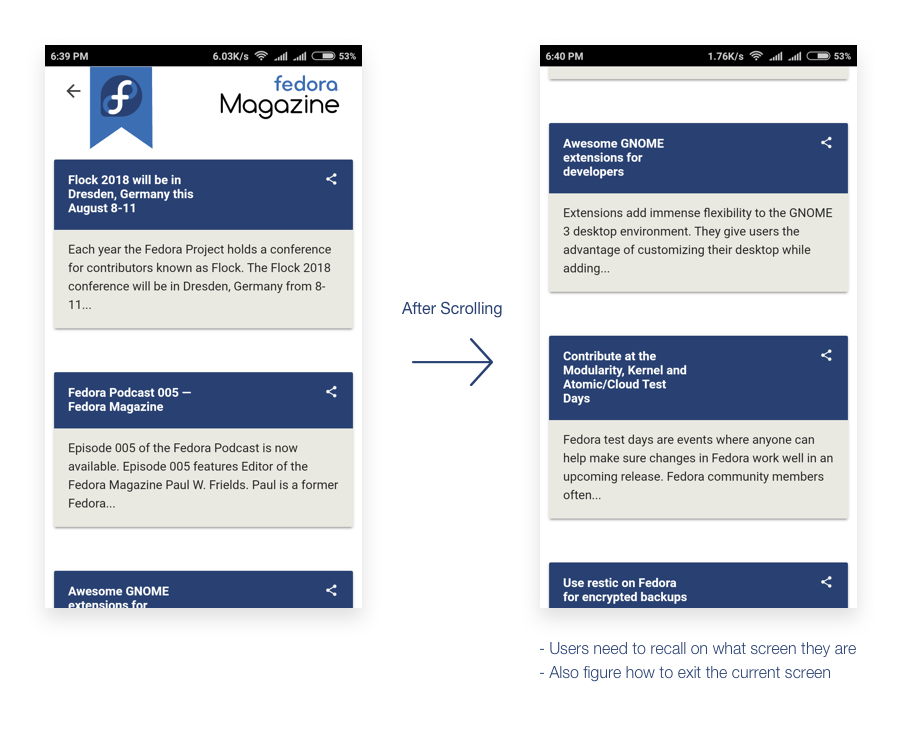 6:39 PM 6.03K/s 53%
fedora
Magazine
Flock 2018 will be in
Dresden, Germany this
August 8-11
Each year the Fedora Project holds a conference
for contributors known as Flock. The Flock 2018
conference will be in Dresden, Germany from 8-
11...
Fedora Podcast 005 —
Fedora Magazine
Episode 005 of the Fedora Podcast is now
available. Episode 005 features Editor of the
Fedora Magazine Paul W. Frields. Paul is a former
Fedora...
Awesome GNOME
extensions for
After Scrolling
6:40 PM 1.76K/s 53%
Awesome GNOME
extensions for
developers
Extensions add immense flexibility to the GNOME
3 desktop environment. They give users the
advantage of customizing their desktop while
adding...
Contribute at the
Modularity, Kernel and
Atomic/Cloud Test
Days
Fedora test days are events where anyone can
help make sure changes in Fedora work well in an
upcoming release. Fedora community members
often...
Use restic on Fedora
for encrypted backups
- Users need to recall on what screen they are
- Also figure how to exit the current screen